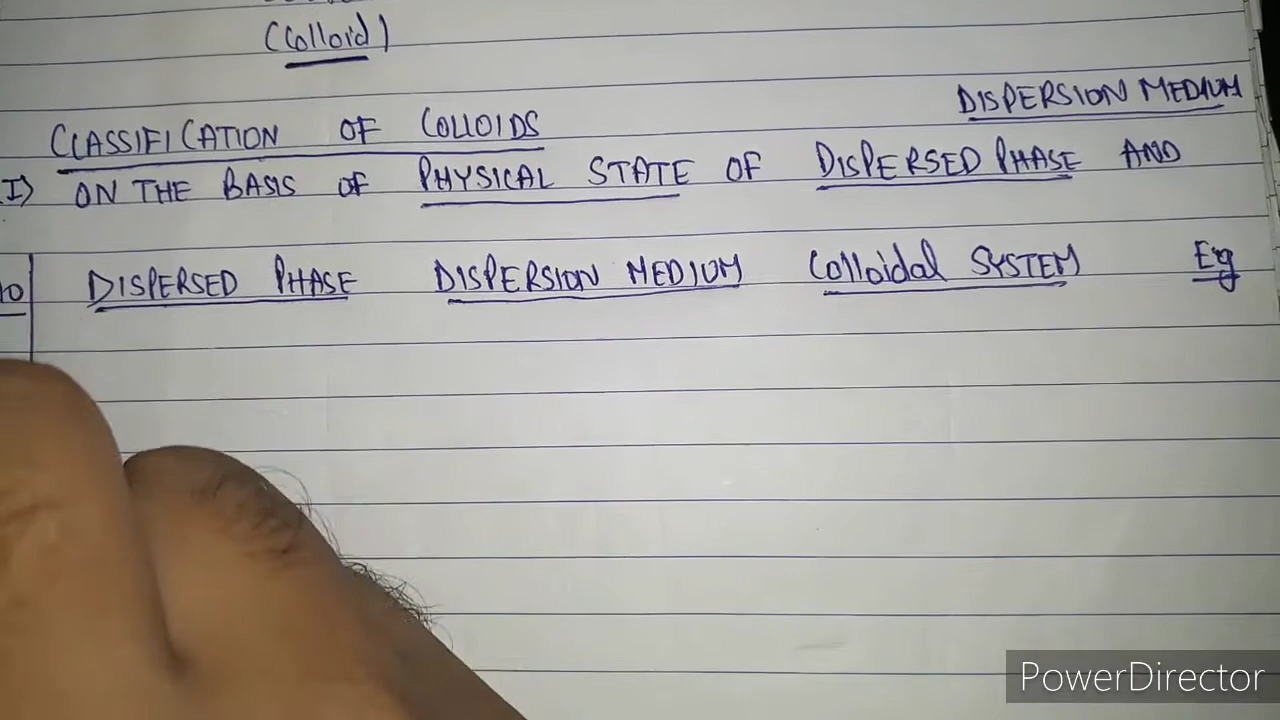 (Colloid)
DISPERSION MEDIUM
CLASSIFICATION OF COLLOIDS
I) ON THE BASIS OF PHYSICAL STATE OF DISPERSED PHASE AND
DISPERSED PHASE DISPERSION MEDIUM Colloidal SYSTEM Eg
PowerDirector